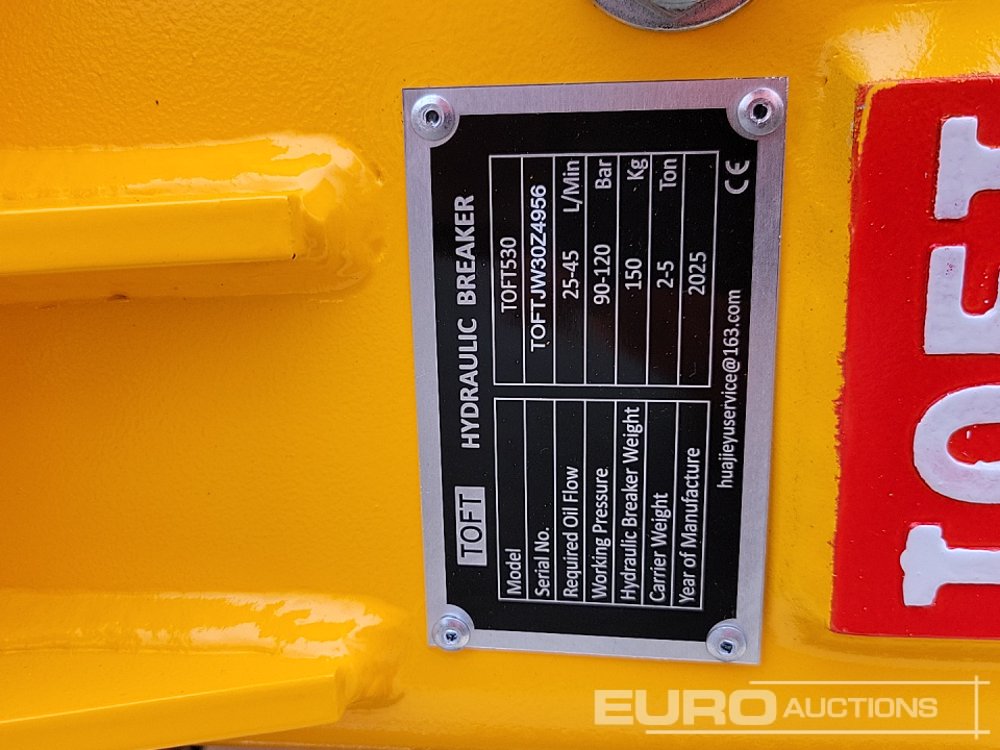 TOFT HYDRAULIC BREAKER
Model TOFT530
Serial No. TOFTJW30Z4956
Required Oil Flow 25-45 L/Min
Working Pressure 90-120 Bar
Hydraulic Breaker Weight 150 Kg
Carrier Weight 2-5 Ton
Year of Manufacture 2025
huajieyuservice@163.com CE
TOFT
EURO AUCTIONS